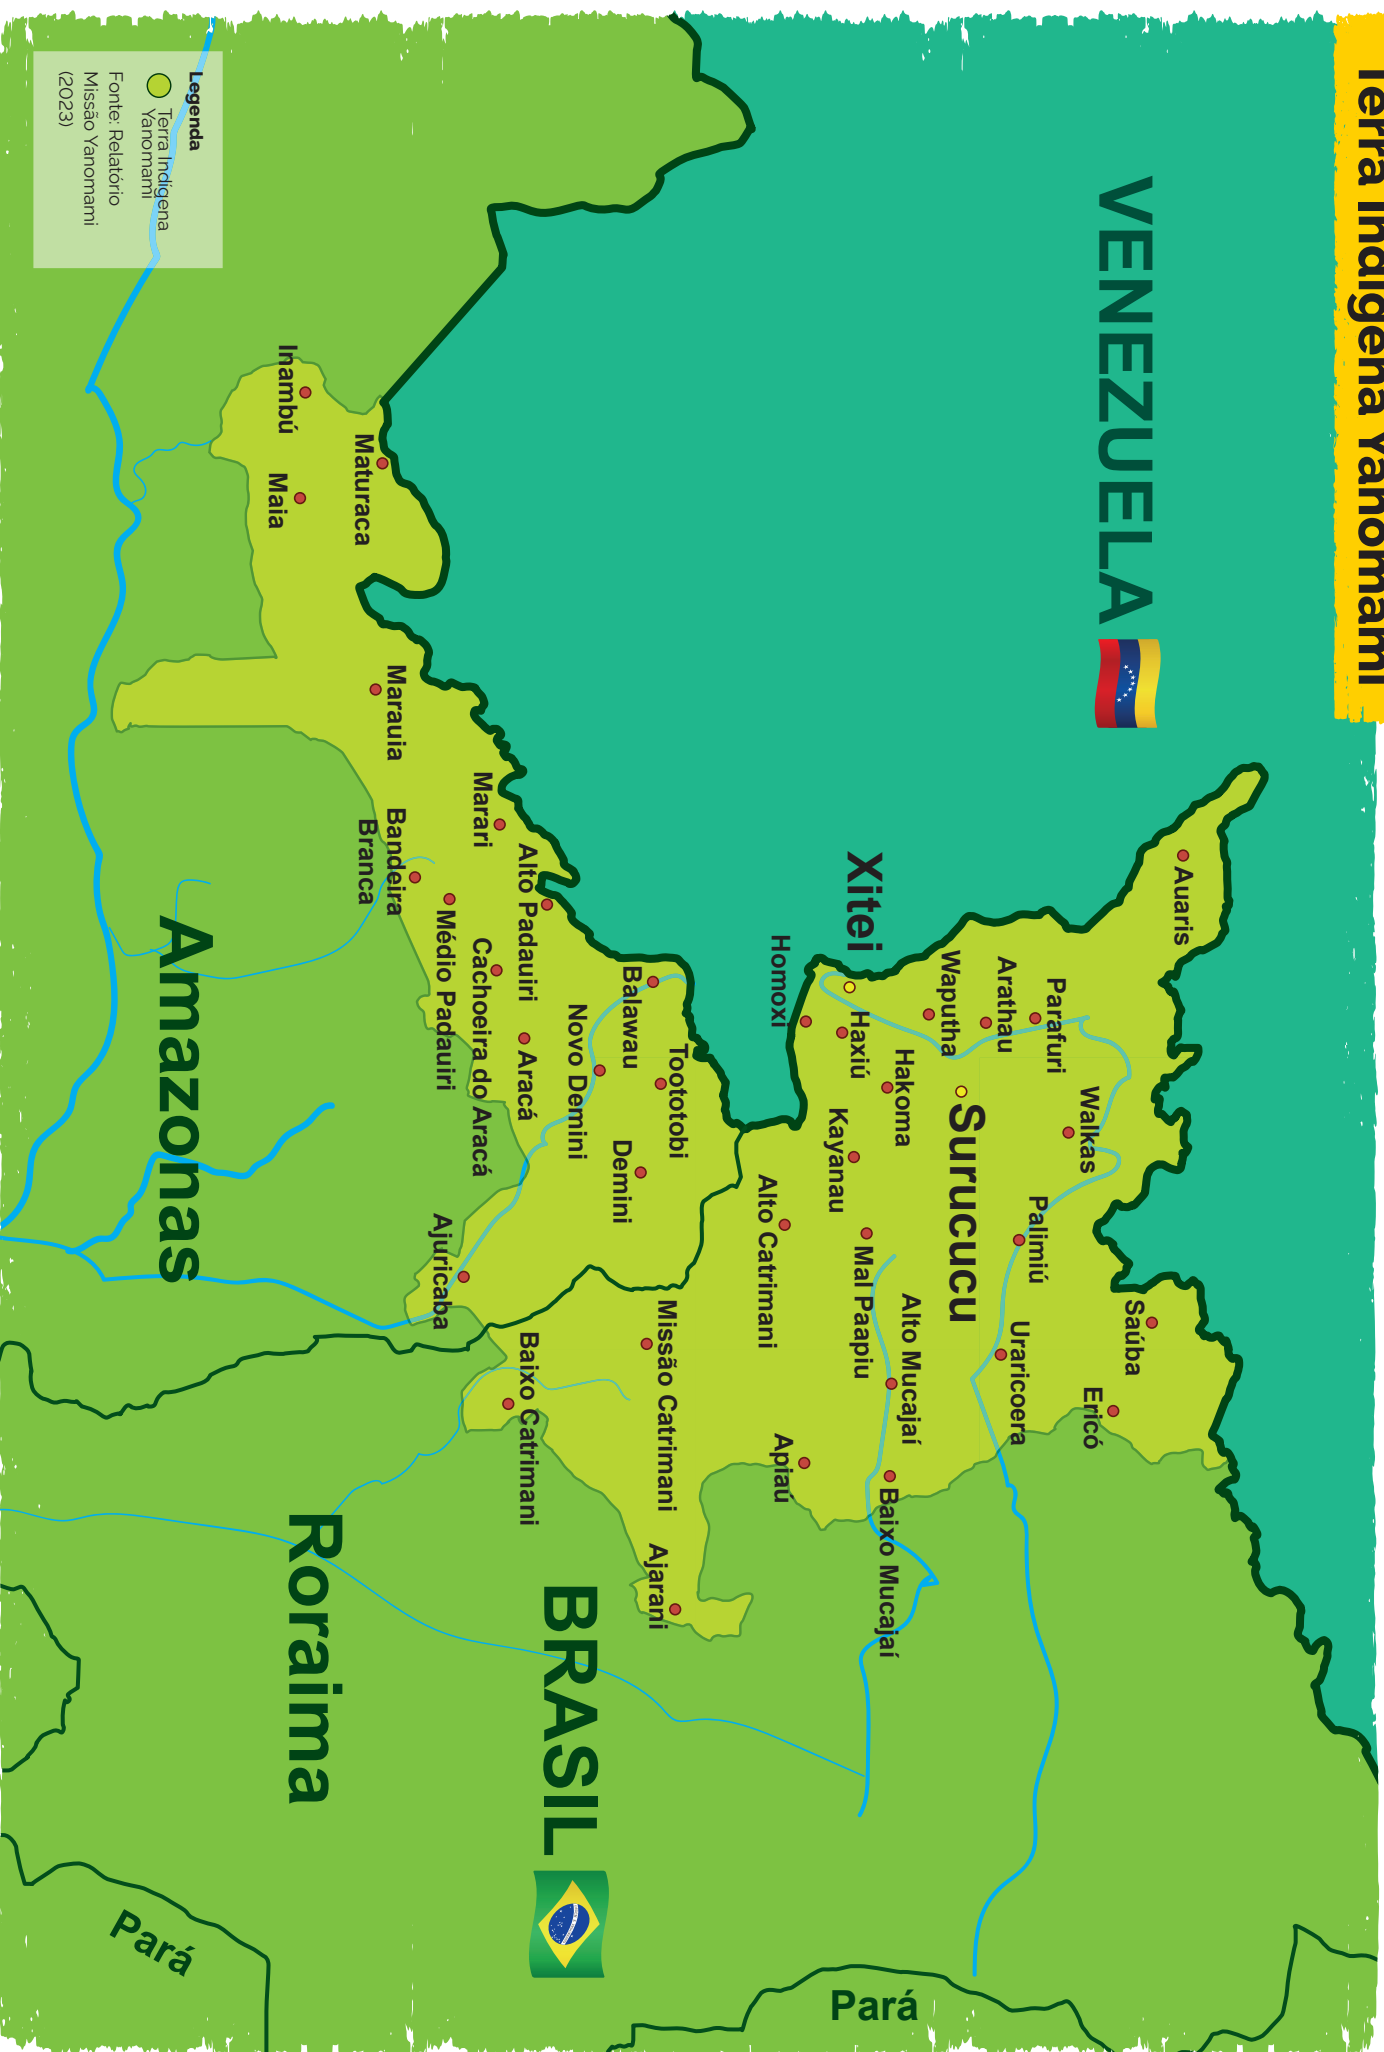 Terra Indígena Yanomami
VENEZUELA
Auaris
Xitei
Parafuri
Arathau
Waputha
Homoxi
Haxiú
Hakoma
Walkas
Surucucu
Kayanau
Palimiú
Saúba
Ericó
Uraricoera
Alto Mucajaí
Mal Paapiu
Alto Catrimani
Baixo Mucajaí
Apiaú
Inambú
Maturaca
Maia
Marauia
Marari
Bandeira
Branca
Alto Padauiri
Médio Padauiri
Cachoeira do Aracá
Aracá
Balawau
Novo Demini
Toototobi
Demini
Ajuricaba
Missão Catrimani
Baixo Catrimani
Ajarani
Amazonas
Roraima
BRASIL
Pará
Pará
Legenda
Terra Indígena
Yanomami
Fonte: Relatório
Missão Yanomami
(2023)